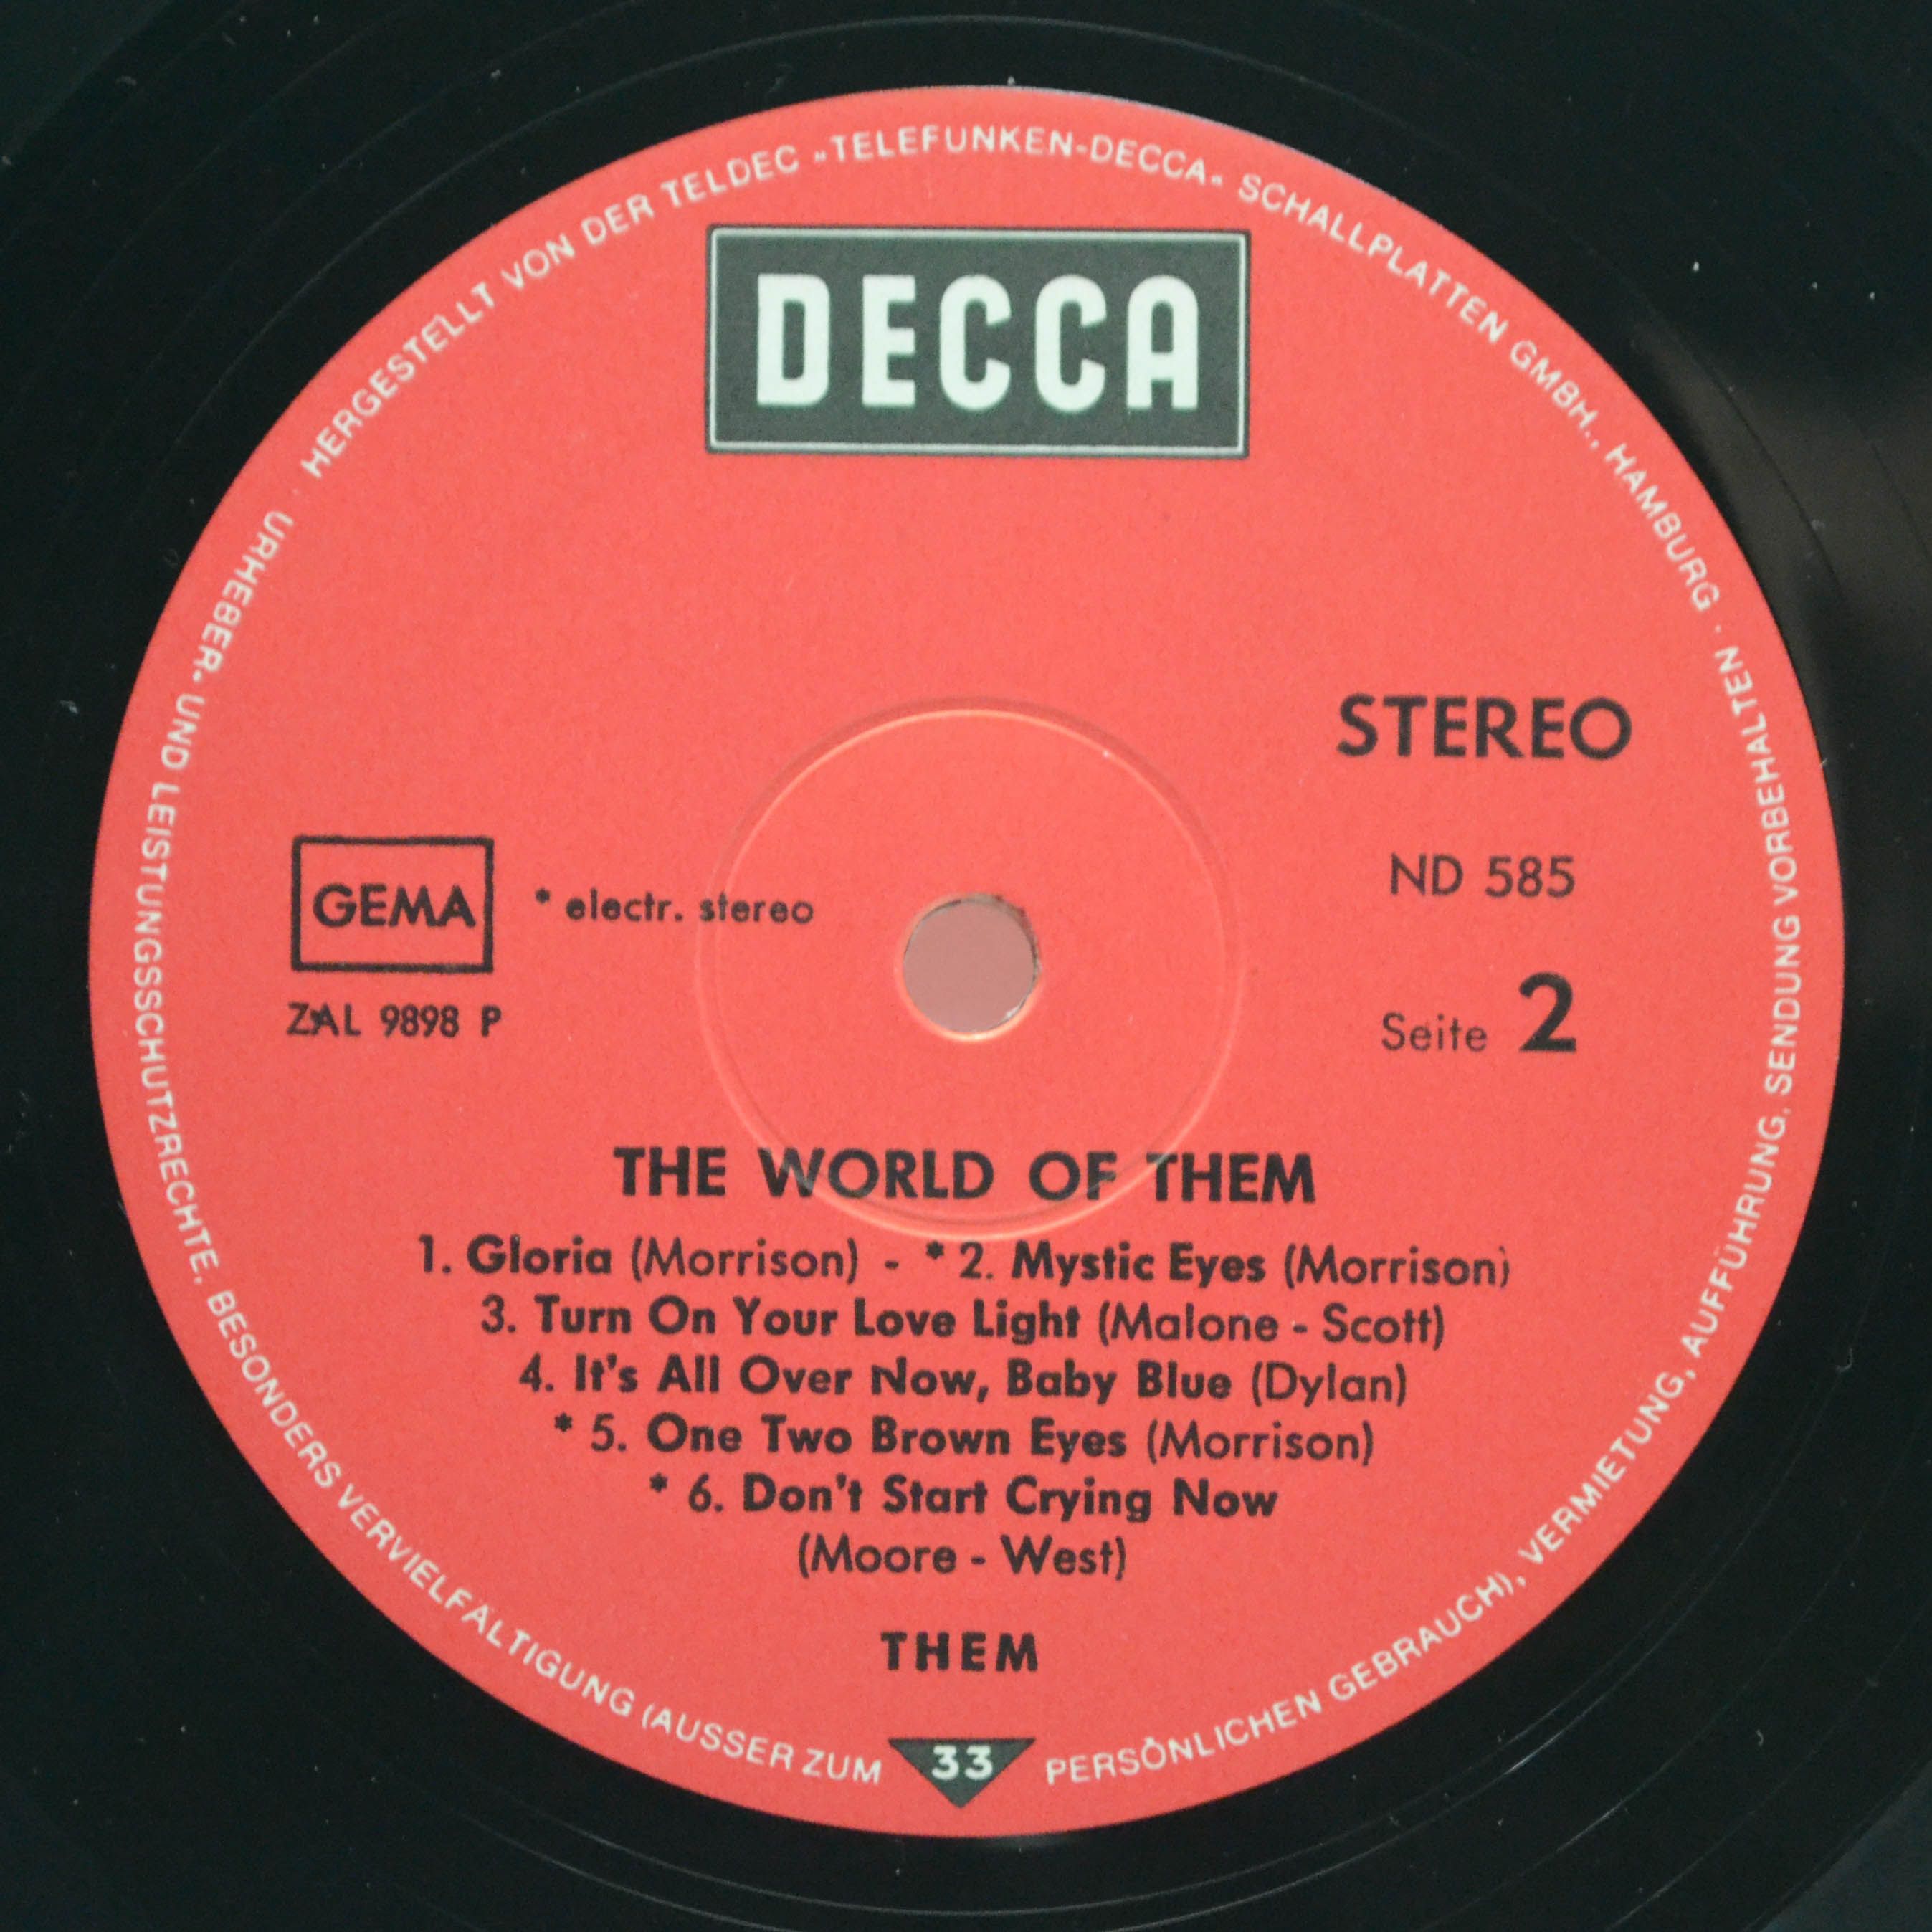 HERGESTELLT VON DER TELDEC »TELEFUNKEN-DECCA« SCHALLPLATTEN GMBH., HAMBURG · URHEBER- UND LEISTUNGSSCHUTZRECHTE, BESONDERS VERVIELFÄLTIGUNG (AUSSER ZUM PERSÖNLICHEN GEBRAUCH), VERMIETUNG, AUFFÜHRUNG, SENDUNG VORBEHALTEN ·
DECCA
STEREO
GEMA
* electr. stereo
ND 585
ZAL 9898 P
Seite 2
THE WORLD OF THEM
1. Gloria (Morrison) - * 2. Mystic Eyes (Morrison)
3. Turn On Your Love Light (Malone - Scott)
4. It's All Over Now, Baby Blue (Dylan)
* 5. One Two Brown Eyes (Morrison)
* 6. Don't Start Crying Now
(Moore - West)
THEM
33